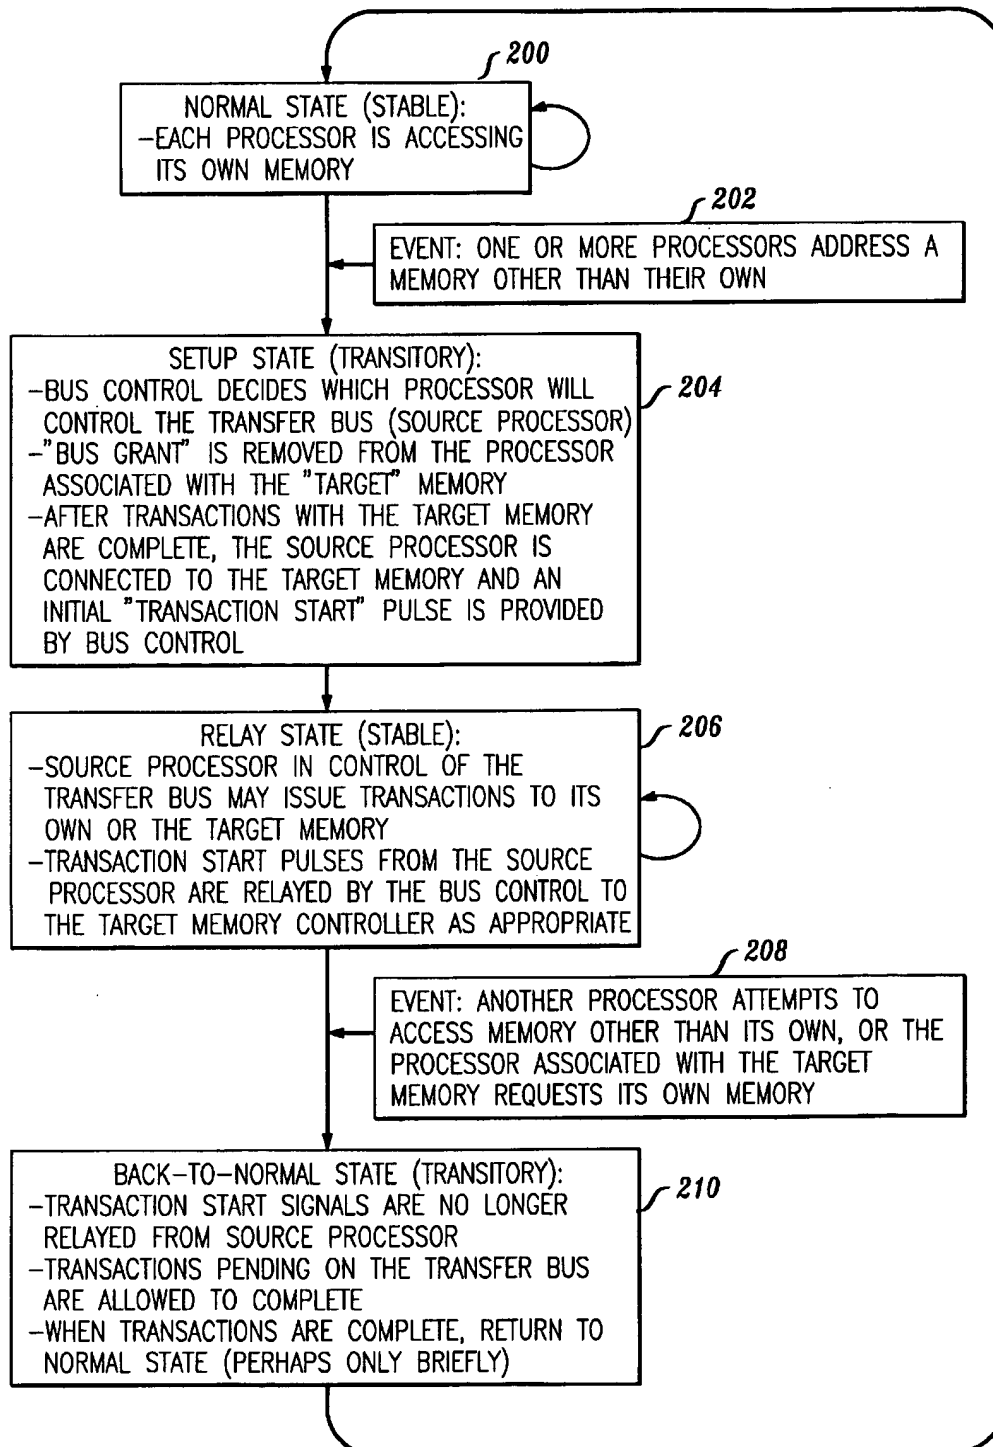 200
NORMAL STATE (STABLE):
-EACH PROCESSOR IS ACCESSING
ITS OWN MEMORY
202
EVENT: ONE OR MORE PROCESSORS ADDRESS A
MEMORY OTHER THAN THEIR OWN
204
SETUP STATE (TRANSITORY):
-BUS CONTROL DECIDES WHICH PROCESSOR WILL
CONTROL THE TRANSFER BUS (SOURCE PROCESSOR)
-"BUS GRANT" IS REMOVED FROM THE PROCESSOR
ASSOCIATED WITH THE "TARGET" MEMORY
-AFTER TRANSACTIONS WITH THE TARGET MEMORY
ARE COMPLETE, THE SOURCE PROCESSOR IS
CONNECTED TO THE TARGET MEMORY AND AN
INITIAL "TRANSACTION START" PULSE IS PROVIDED
BY BUS CONTROL
206
RELAY STATE (STABLE):
-SOURCE PROCESSOR IN CONTROL OF THE
TRANSFER BUS MAY ISSUE TRANSACTIONS TO ITS
OWN OR THE TARGET MEMORY
-TRANSACTION START PULSES FROM THE SOURCE
PROCESSOR ARE RELAYED BY THE BUS CONTROL TO
THE TARGET MEMORY CONTROLLER AS APPROPRIATE
208
EVENT: ANOTHER PROCESSOR ATTEMPTS TO
ACCESS MEMORY OTHER THAN ITS OWN, OR THE
PROCESSOR ASSOCIATED WITH THE TARGET
MEMORY REQUESTS ITS OWN MEMORY
210
BACK-TO-NORMAL STATE (TRANSITORY):
-TRANSACTION START SIGNALS ARE NO LONGER
RELAYED FROM SOURCE PROCESSOR
-TRANSACTIONS PENDING ON THE TRANSFER BUS
ARE ALLOWED TO COMPLETE
-WHEN TRANSACTIONS ARE COMPLETE, RETURN TO
NORMAL STATE (PERHAPS ONLY BRIEFLY)